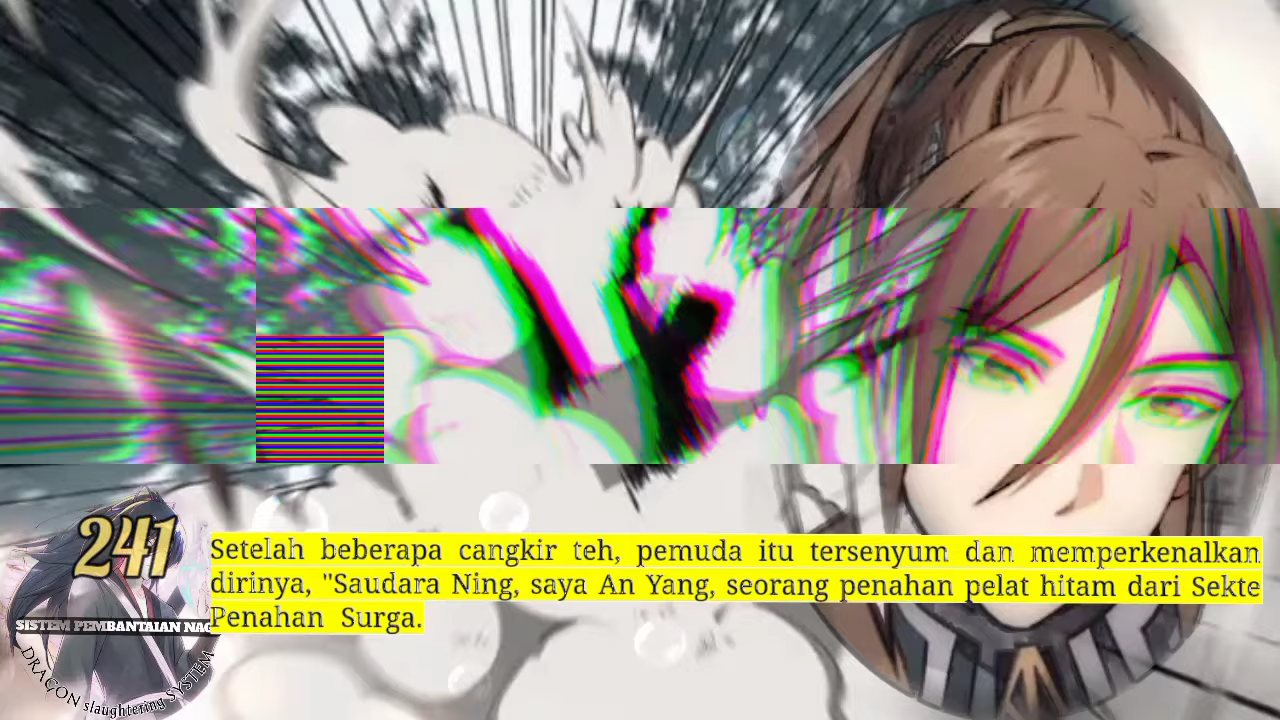 241
SISTEM PEMBANTAIAN NAG
DRAGON slaughtering SYSTEM
Setelah beberapa cangkir teh, pemuda itu tersenyum dan memperkenalkan
dirinya, "Saudara Ning, saya An Yang, seorang penahan pelat hitam dari Sekte
Penahan Surga.